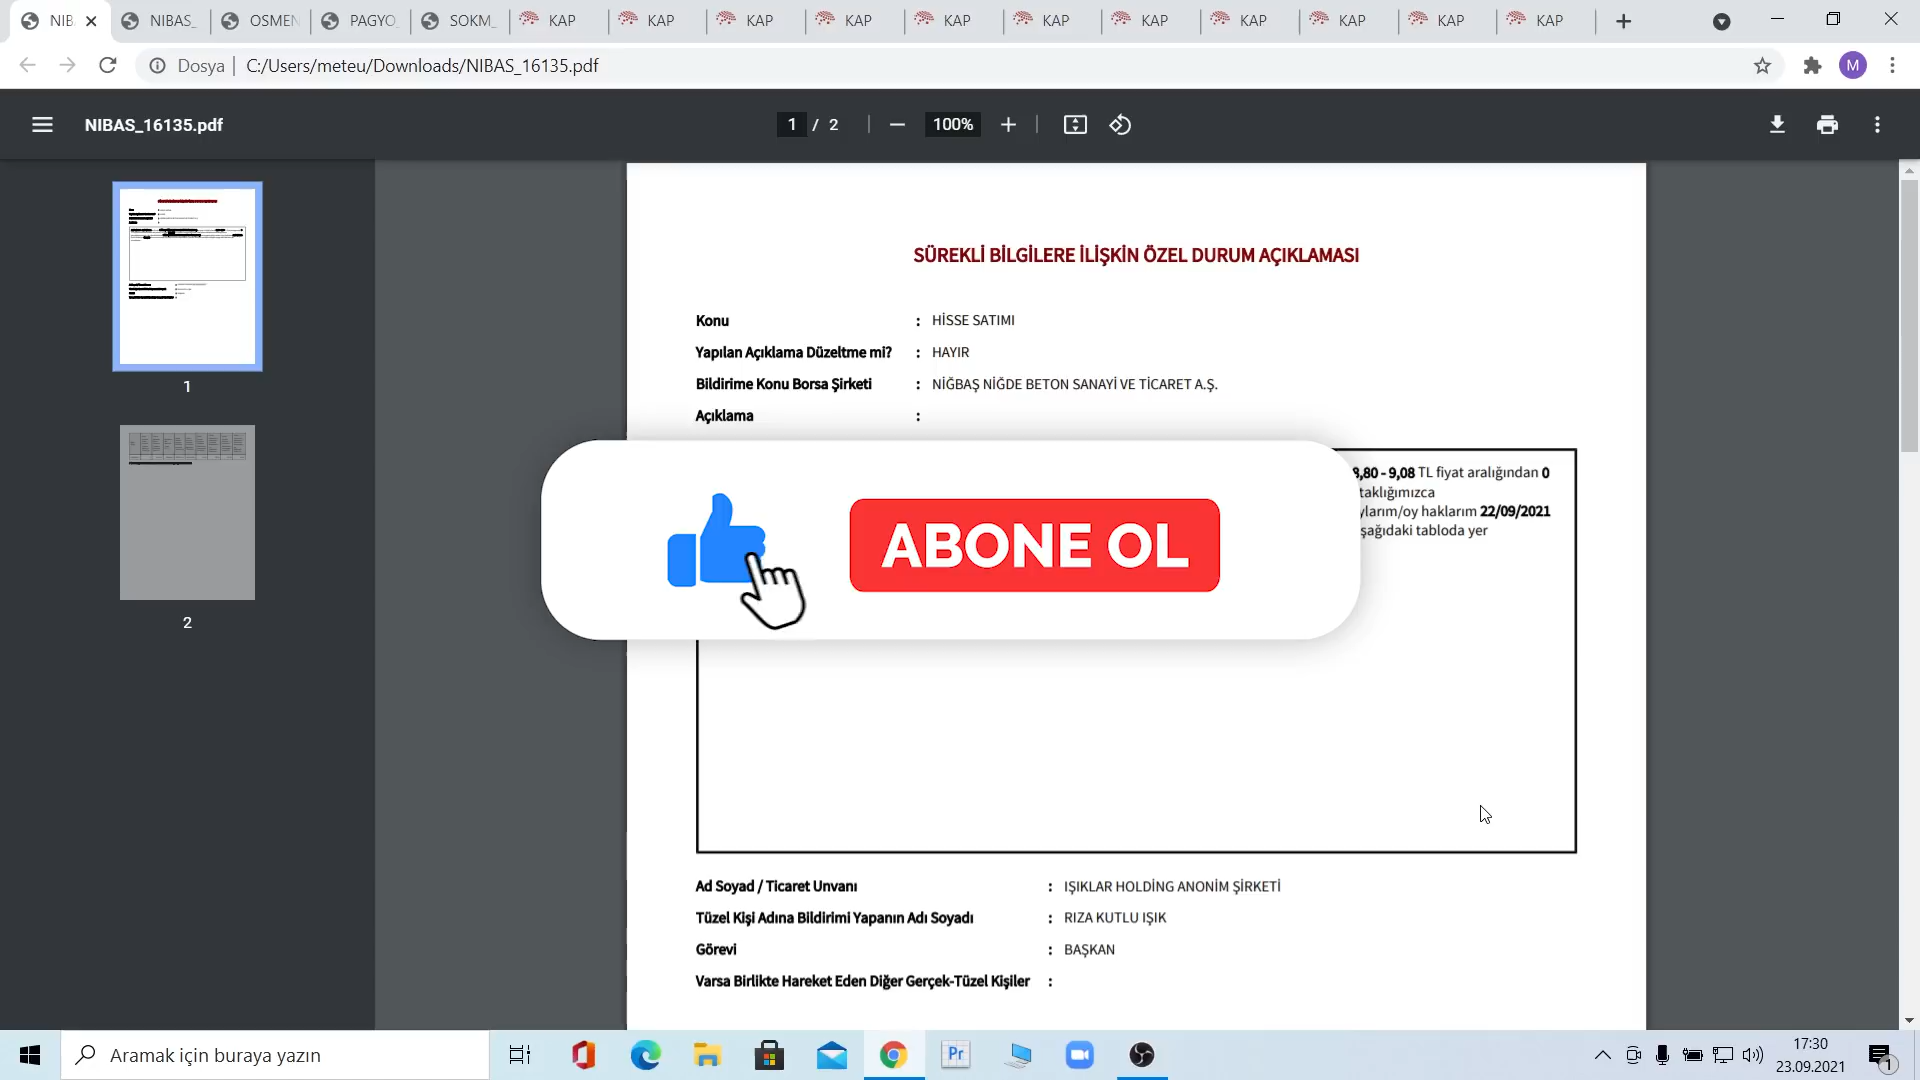 NIB
NIBAS_
OSMEN
PAGYO_
SOKM_
KAP
KAP
KAP
KAP
KAP
KAP
KAP
KAP
KAP
KAP
KAP
Dosya
C:/Users/meteu/Downloads/NIBAS_16135.pdf
M
NIBAS_16135.pdf
1 / 2
100%
1
2
SÜREKLİ BİLGİLERE İLİŞKİN ÖZEL DURUM AÇIKLAMASI
Konu : HİSSE SATIMI
Yapılan Açıklama Düzeltme mi? : HAYIR
Bildirime Konu Borsa Şirketi : NİĞBAŞ NİĞDE BETON SANAYİ VE TİCARET A.Ş.
Açıklama :
8,80 - 9,08 TL fiyat aralığından 0
taklığımızca
ylarım/oy haklarım 22/09/2021
şağıdaki tabloda yer
ABONE OL
Ad Soyad / Ticaret Unvanı : IŞIKLAR HOLDİNG ANONİM ŞİRKETİ
Tüzel Kişi Adına Bildirimi Yapanın Adı Soyadı : RIZA KUTLU IŞIK
Görevi : BAŞKAN
Varsa Birlikte Hareket Eden Diğer Gerçek-Tüzel Kişiler :
Aramak için buraya yazın
Pr
17:30
23.09.2021
1